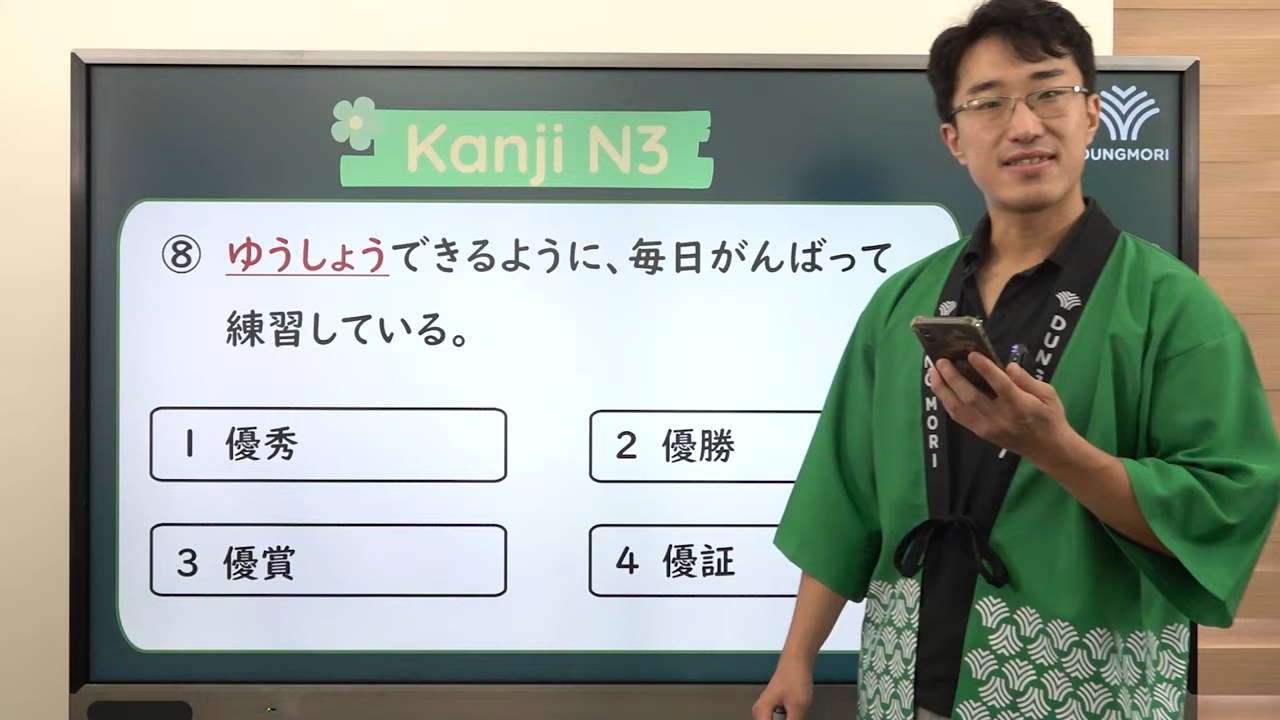 Kanji N3
DUNGMORI
⑧ ゆうしょうできるように、毎日がんばって
練習している。
1 優秀
2 優勝
3 優賞
4 優証
MORI